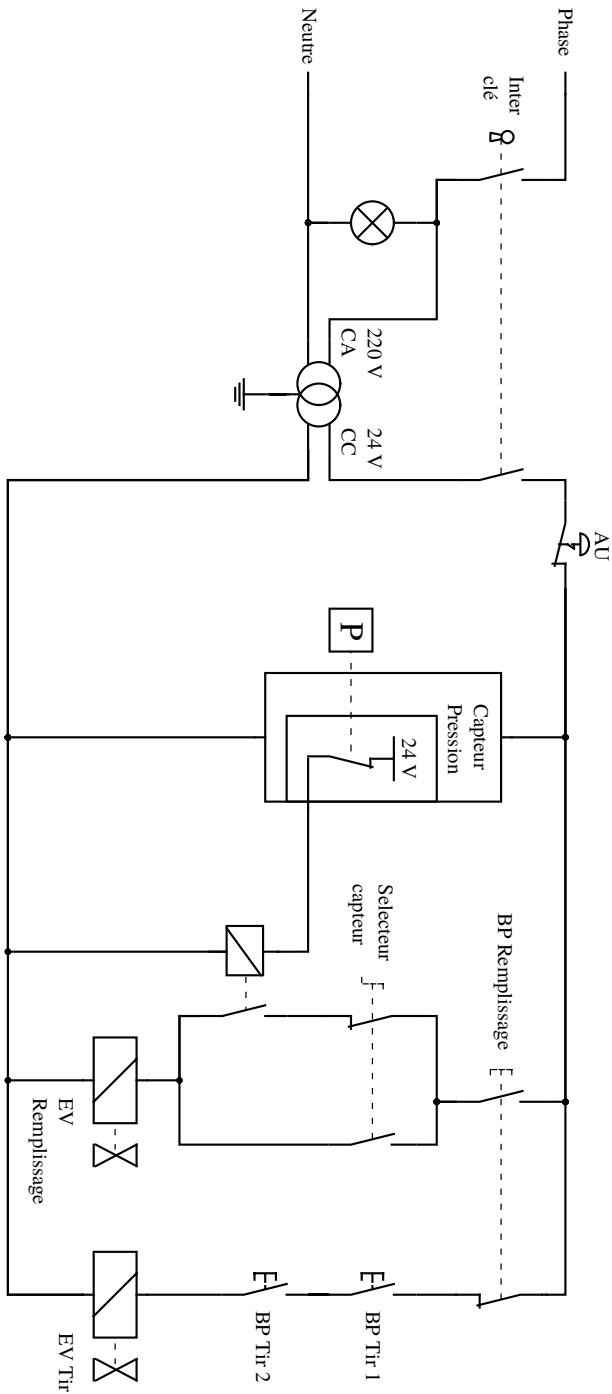 Phase
Neutre
Inter
clé
220 V
CA
24 V
CC
AU
P
Capteur
Pression
24 V
Selecteur
capteur
BP Remplissage
EV
Remplissage
BP Tir 1
BP Tir 2
EV Tir